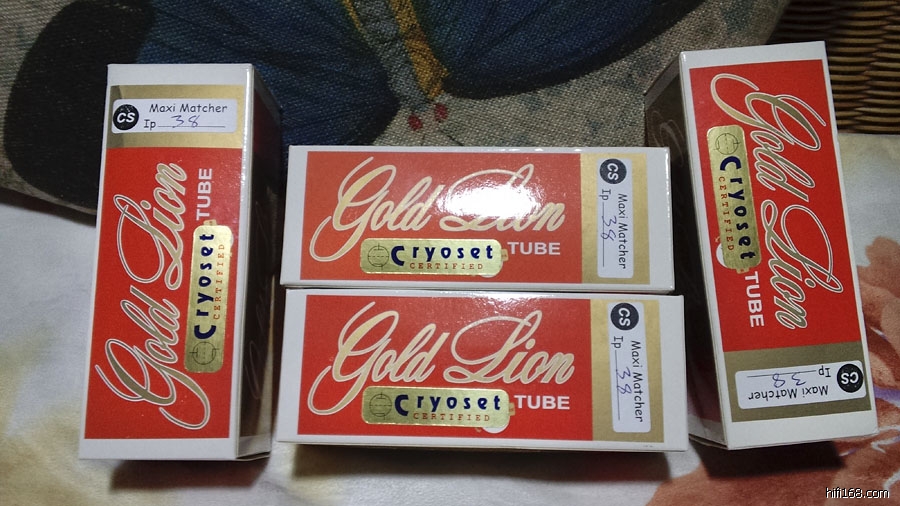 CS Maxi Matcher
Ip 38
Gold Lion
TUBE
Cryoset
CERTIFIED
Gold Lion
TUBE
Cryoset
CERTIFIED
CS Maxi Matcher
Ip 38
Gold Lion
TUBE
Cryoset
CERTIFIED
CS Maxi Matcher
Ip 38
Gold Lion
TUBE
Cryoset
CERTIFIED
CS Maxi Matcher
Ip 38
hifi168.com